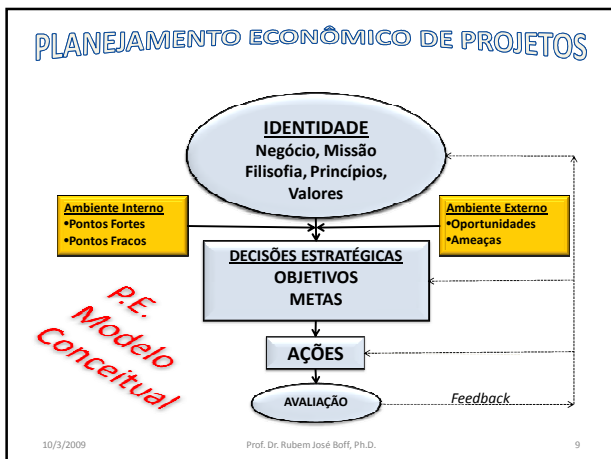 PLANEJAMENTO ECONÔMICO DE PROJETOS
IDENTIDADE
Negócio, Missão
Filisofia, Princípios,
Valores
Ambiente Interno
•Pontos Fortes
•Pontos Fracos
Ambiente Externo
•Oportunidades
•Ameaças
DECISÕES ESTRATÉGICAS
OBJETIVOS
METAS
P.E.
Modelo
Conceitual
AÇÕES
AVALIAÇÃO
Feedback
10/3/2009
Prof. Dr. Rubem José Boff, Ph.D.
9